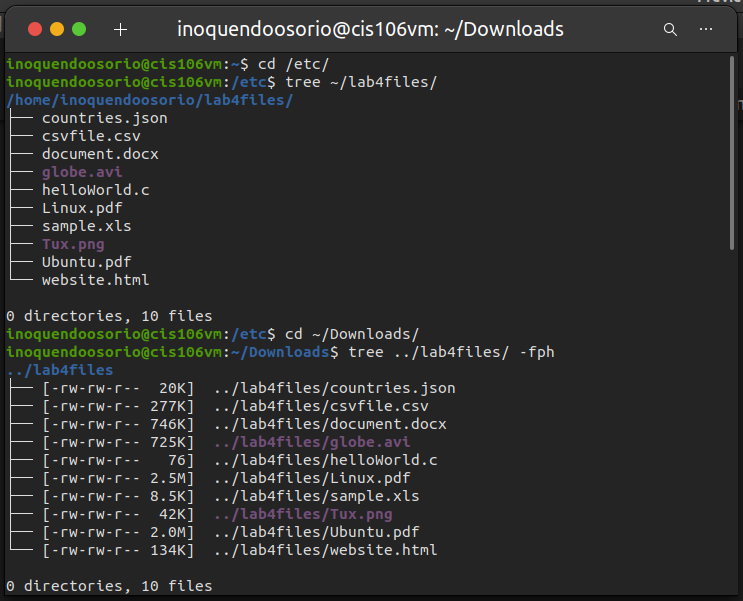 inoquendoosorio@cis106vm: ~/Downloads
inoquendoosorio@cis106vm:~$ cd /etc/
inoquendoosorio@cis106vm:/etc$ tree ~/lab4files/
/home/inoquendoosorio/lab4files/
├── countries.json
├── csvfile.csv
├── document.docx
├── globe.avi
├── helloWorld.c
├── Linux.pdf
├── sample.xls
├── Tux.png
├── Ubuntu.pdf
└── website.html
0 directories, 10 files
inoquendoosorio@cis106vm:/etc$ cd ~/Downloads/
inoquendoosorio@cis106vm:~/Downloads$ tree ../lab4files/ -fph
../lab4files
├── [-rw-rw-r--  20K]  ../lab4files/countries.json
├── [-rw-rw-r-- 277K]  ../lab4files/csvfile.csv
├── [-rw-rw-r-- 746K]  ../lab4files/document.docx
├── [-rw-rw-r-- 725K]  ../lab4files/globe.avi
├── [-rw-rw-r--   76]  ../lab4files/helloWorld.c
├── [-rw-rw-r-- 2.5M]  ../lab4files/Linux.pdf
├── [-rw-rw-r-- 8.5K]  ../lab4files/sample.xls
├── [-rw-rw-r--  42K]  ../lab4files/Tux.png
├── [-rw-rw-r-- 2.0M]  ../lab4files/Ubuntu.pdf
└── [-rw-rw-r-- 134K]  ../lab4files/website.html
0 directories, 10 files